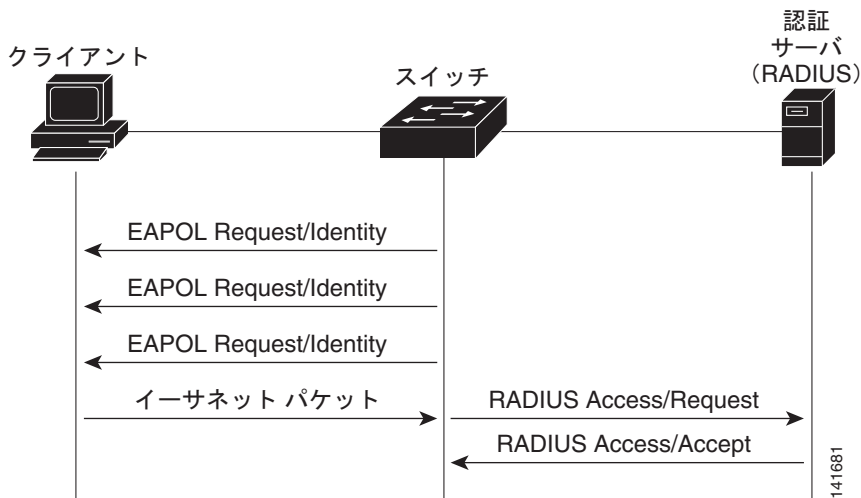 クライアント
スイッチ
認証
サーバ
(RADIUS)
EAPOL Request/Identity
EAPOL Request/Identity
EAPOL Request/Identity
イーサネット パケット
RADIUS Access/Request
RADIUS Access/Accept
141681